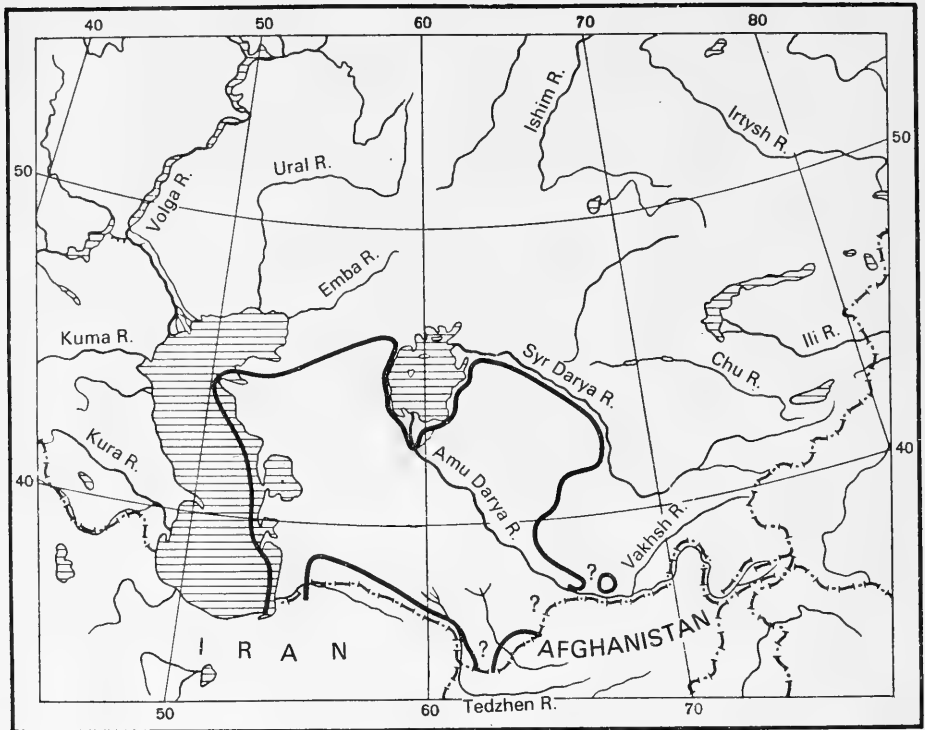 40 50 60 70 80
50
50
40
40
50 60 70
Volga R.
Ural R.
Ishim R.
Irtysh R.
Emba R.
Kuma R.
Syr Darya R.
Ili R.
Chu R.
Kura R.
Amu Darya R.
Vakhsh R.
?
?
?
IRAN
AFGHANISTAN
Tedzhen R.